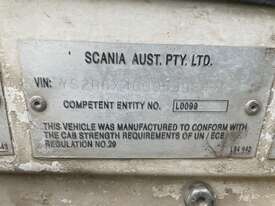 SCANIA AUST. PTY. LTD.
VIN:
COMPETENT ENTITY NO. L0099
THIS VEHICLE WAS MANUFACTURED TO CONFORM WITH
THE CAB STRENGTH REQUIREMENTS OF UN / ECE
REGULATION NO.29